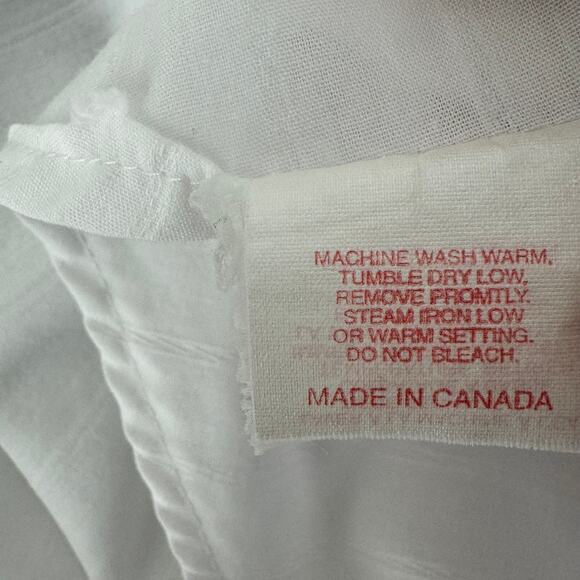 MACHINE WASH WARM,
TUMBLE DRY LOW,
REMOVE PROMTLY.
STEAM IRON LOW
OR WARM SETTING.
DO NOT BLEACH.
MADE IN CANADA